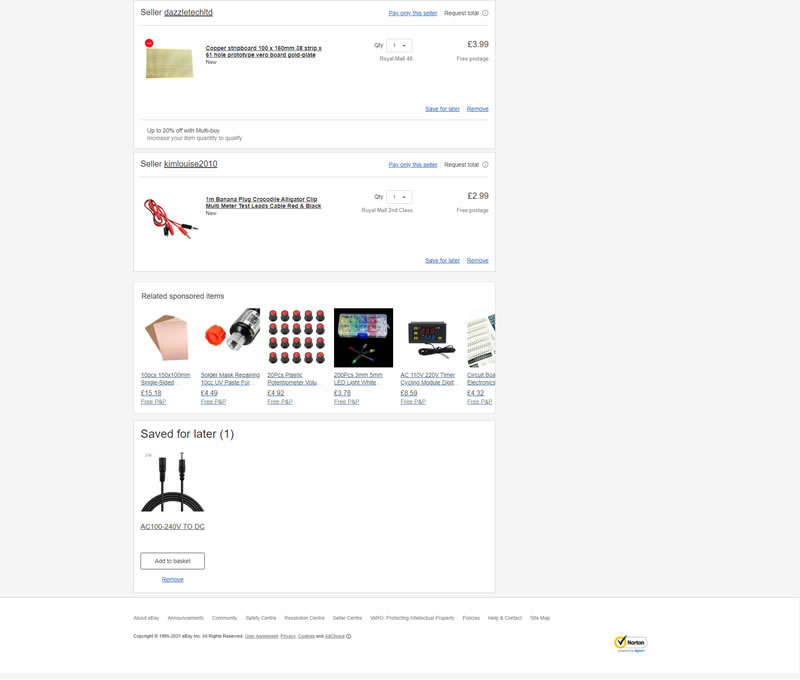 Seller dazzletechltd
Pay only this seller
Request total
Copper stripboard 100 x 160mm 38 strip x
61 hole prototype vero board gold-plate
New
Qty
1
£3.99
Royal Mail 48
Free postage
Save for later
Remove
Up to 20% off with Multi-buy
Increase your item quantity to qualify
Seller kimlouise2010
Pay only this seller
Request total
1m Banana Plug Crocodile Alligator Clip
Multi Meter Test Leads Cable Red & Black
New
Qty
1
£2.99
Royal Mail 2nd Class
Free postage
Save for later
Remove
Related sponsored items
10pcs 150x100mm
Single-Sided...
£15.18
Free P&P
Solder Mask Repairing
10cc UV Paste For...
£4.49
Free P&P
20Pcs Plastic
Potentiometer Volu...
£4.92
Free P&P
200Pcs 3mm 5mm
LED Light White...
£3.78
Free P&P
AC 110V 220V Timer
Cycling Module Digit...
£8.59
Free P&P
Circuit Boa
Electronics
£4.32
Free P&P
Saved for later (1)
1M
AC100-240V TO DC
Add to basket
Remove
About eBay
Announcements
Community
Safety Centre
Resolution Centre
Seller Centre
VeRO: Protecting Intellectual Property
Policies
Help & Contact
Site Map
Copyright © 1995-2021 eBay Inc. All Rights Reserved. User Agreement, Privacy, Cookies and AdChoice
Norton